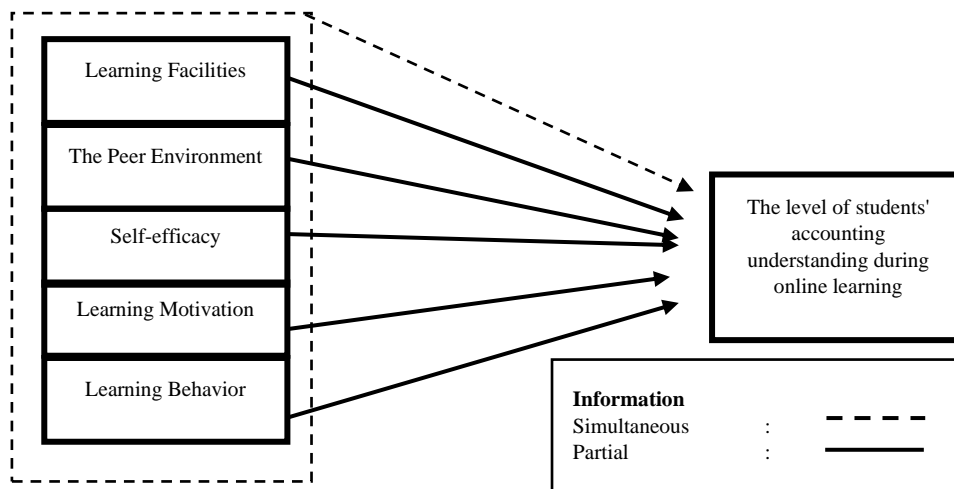 Learning Facilities
The Peer Environment
Self-efficacy
Learning Motivation
Learning Behavior
The level of students'
accounting
understanding during
online learning
Information
Simultaneous :
Partial :